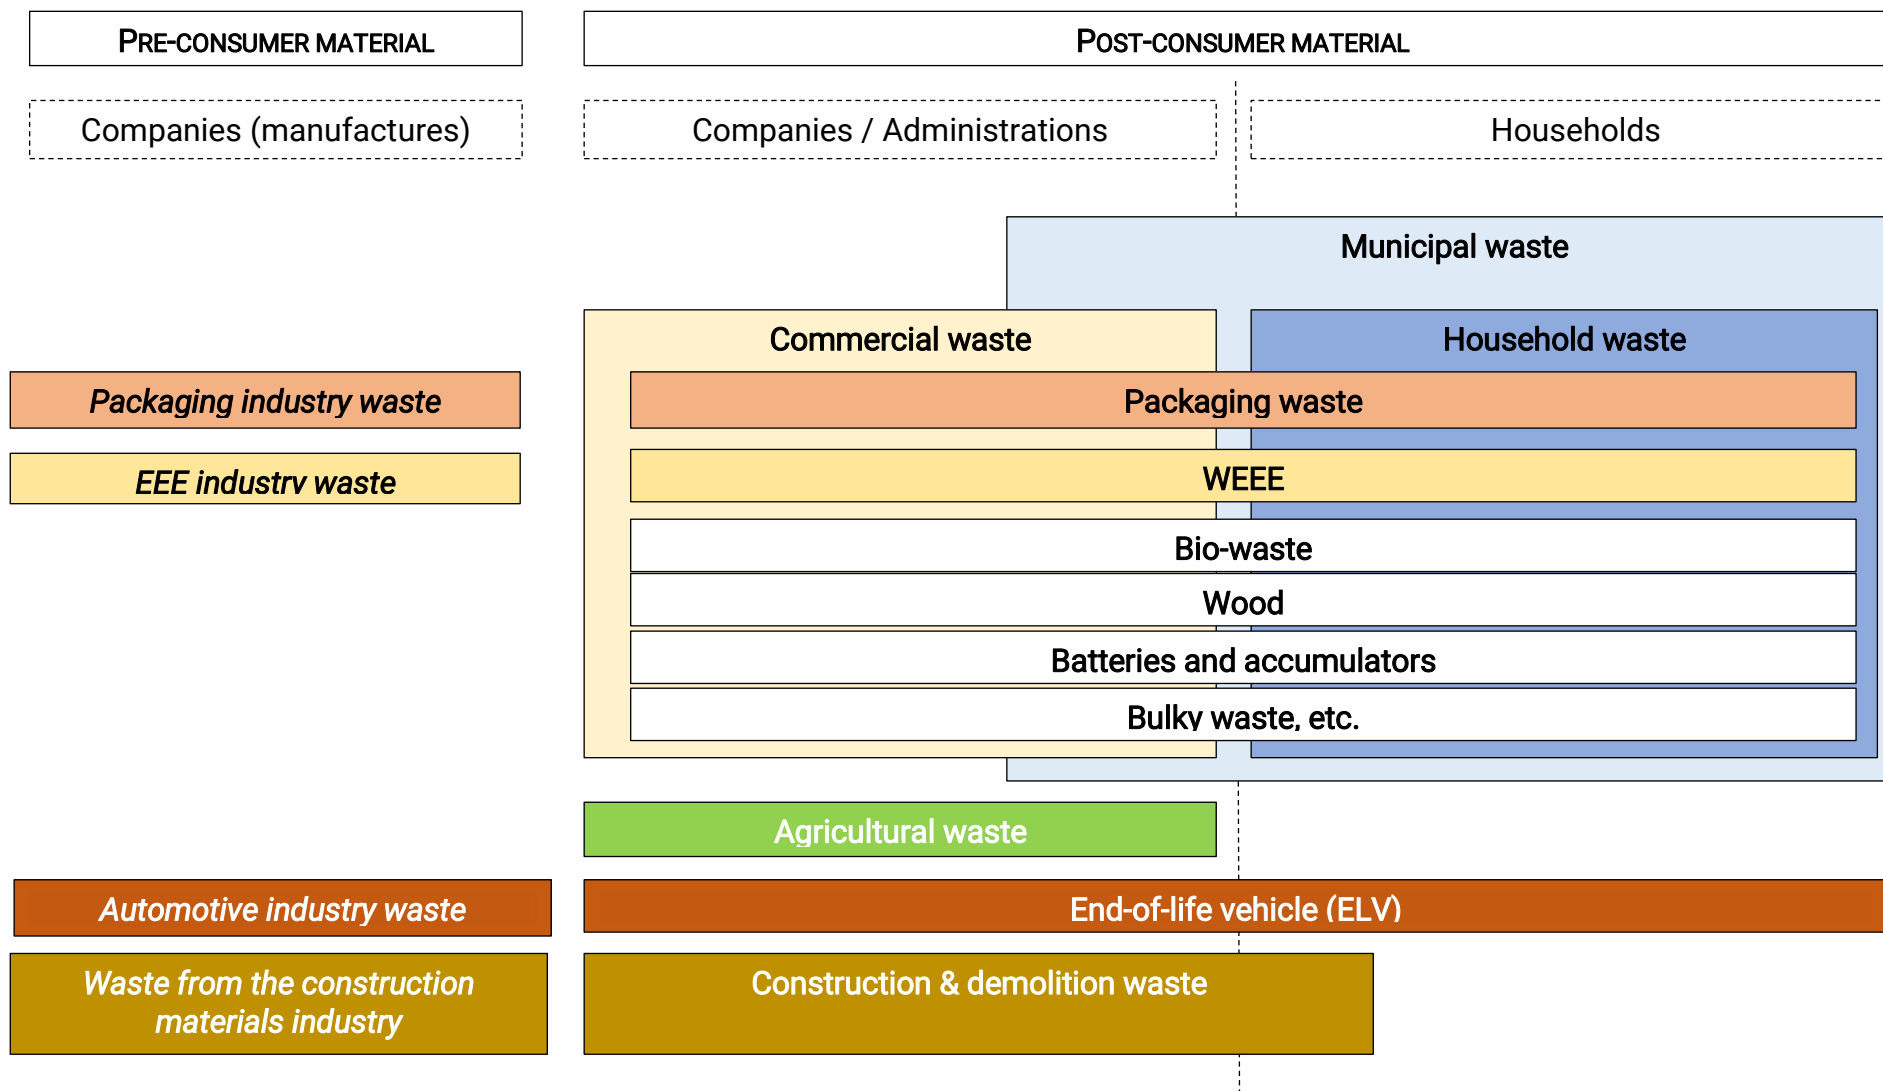 PRE-CONSUMER MATERIAL
POST-CONSUMER MATERIAL
Companies (manufactures)
Companies / Administrations
Households
Municipal waste
Commercial waste
Household waste
Packaging industry waste
Packaging waste
EEE industry waste
WEEE
Bio-waste
Wood
Batteries and accumulators
Bulky waste, etc.
Agricultural waste
Automotive industry waste
End-of-life vehicle (ELV)
Waste from the construction
materials industry
Construction & demolition waste